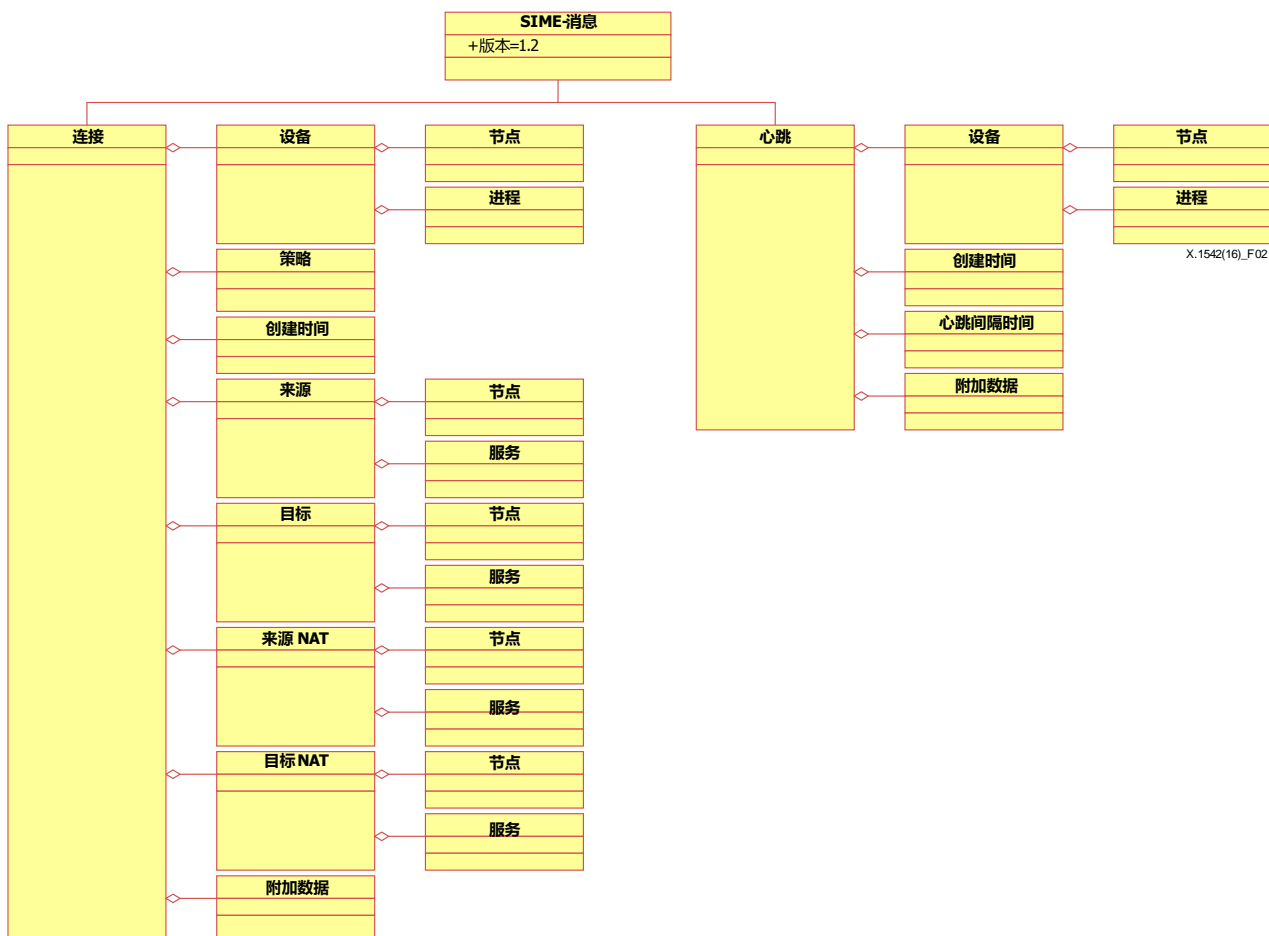 SIME-消息
+版本=1.2
连接
设备
节点
心跳
设备
节点
进程
进程
X.1542(16)_F02
策略
创建时间
创建时间
心跳间隔时间
来源
节点
附加数据
服务
目标
节点
服务
来源 NAT
节点
服务
目标NAT
节点
服务
附加数据